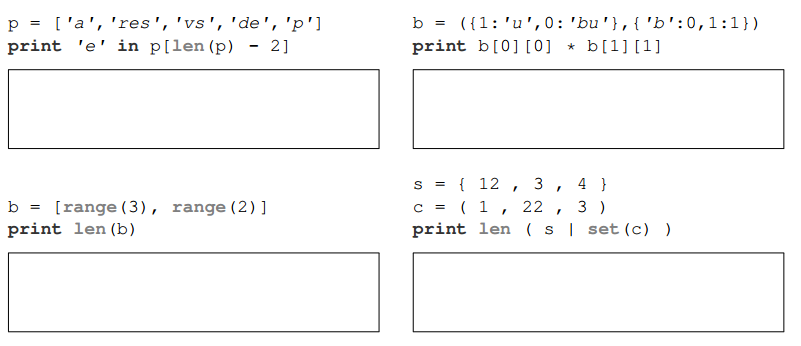 p = ['a','res','vs','de','p']
print 'e' in p[len(p) - 2]
b = ({1:'u',0:'bu'},{'b':0,1:1})
print b[0][0] * b[1][1]
b = [range(3), range(2)]
print len(b)
s = { 12 , 3 , 4 }
c = ( 1 , 22 , 3 )
print len ( s | set(c) )